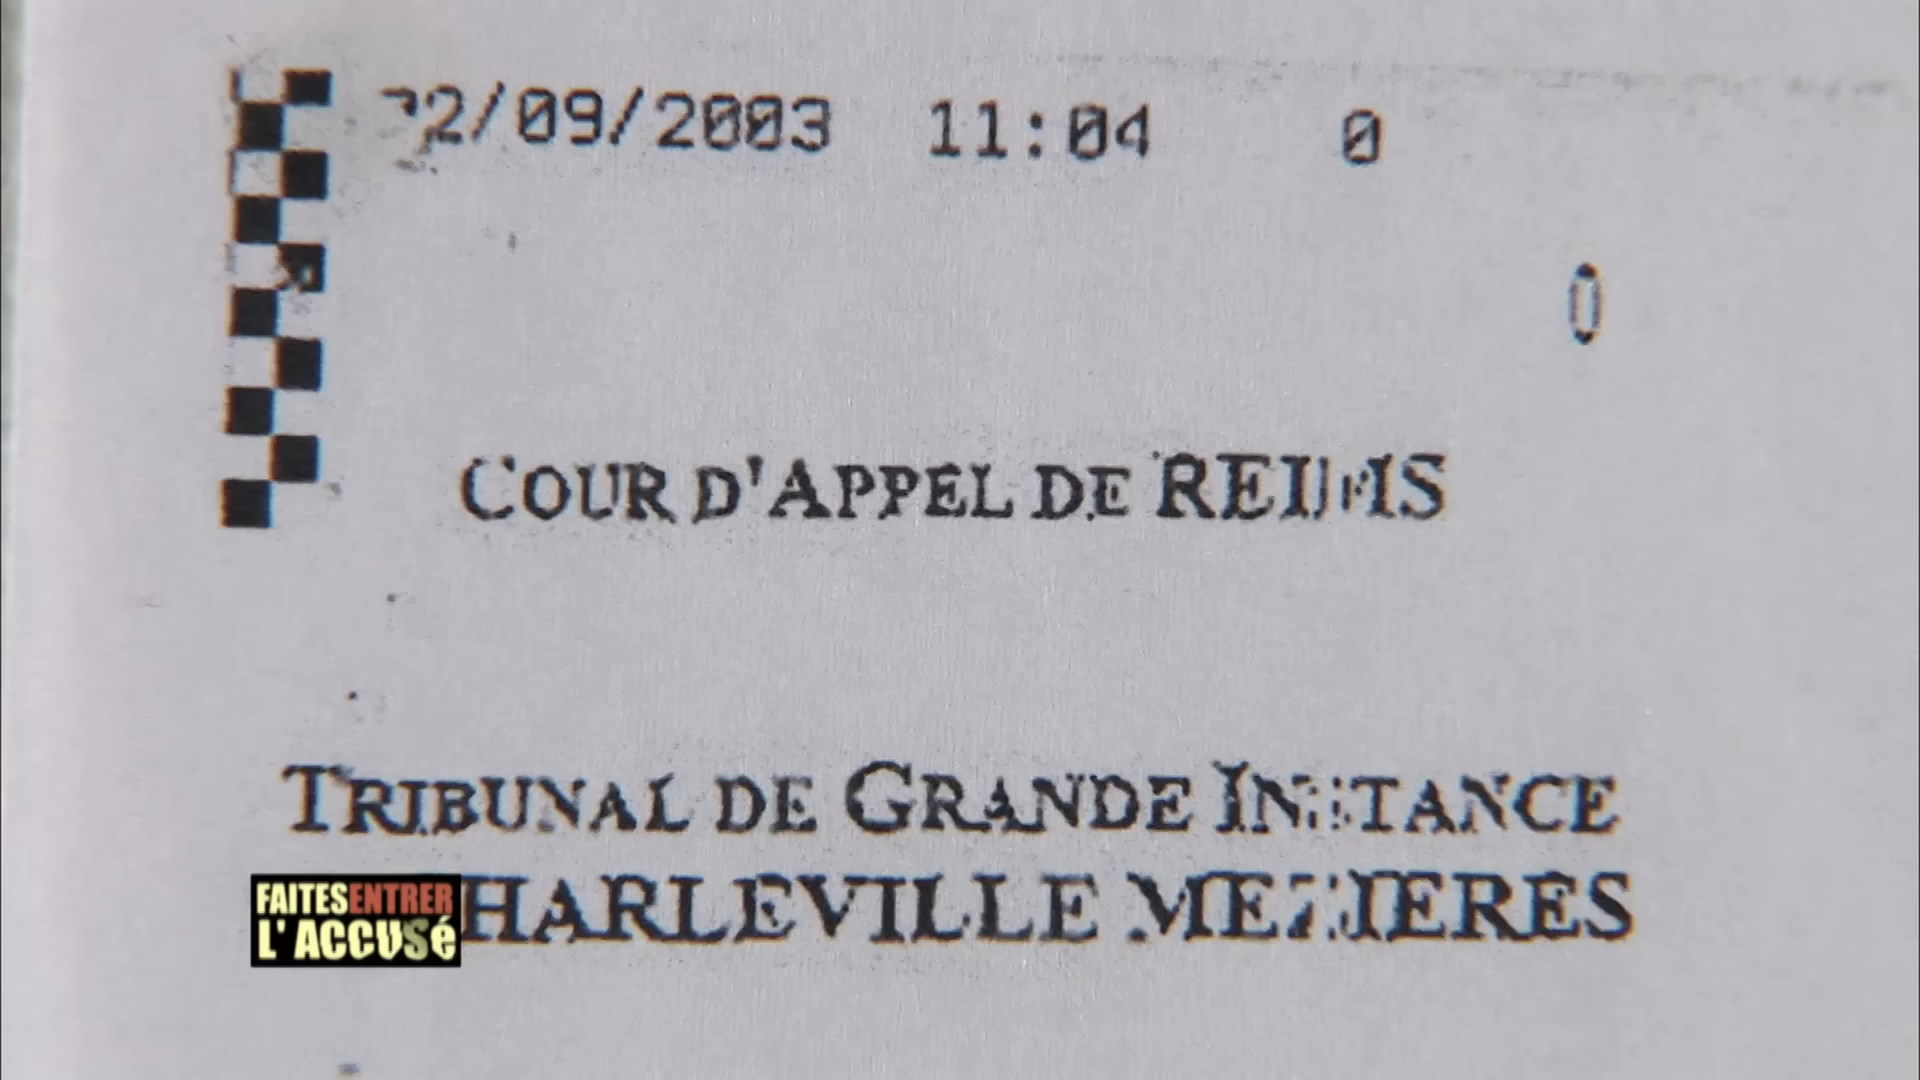 22/09/2003 11:04 0
0
COUR D'APPEL DE REIMS
TRIBUNAL DE GRANDE INSTANCE
HARLEVILLE MEZIERES
FAITES ENTRER
L'ACCUSé